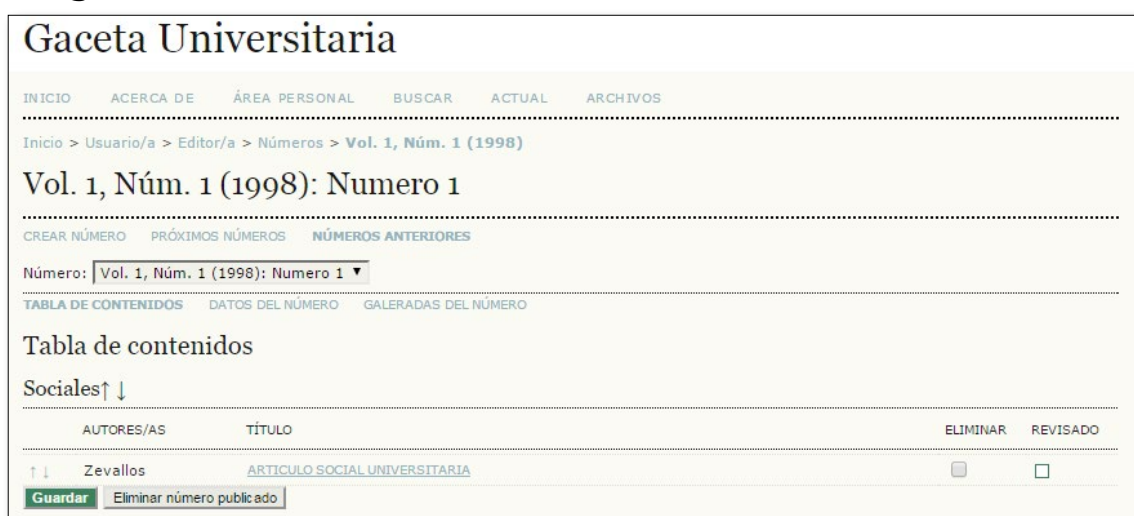 Gaceta Universitaria
INICIO ACERCA DE ÁREA PERSONAL BUSCAR ACTUAL ARCHIVOS
Inicio > Usuario/a > Editor/a > Números > Vol. 1, Núm. 1 (1998)
Vol. 1, Núm. 1 (1998): Numero 1
CREAR NÚMERO PRÓXIMOS NÚMEROS NÚMEROS ANTERIORES
Número: Vol. 1, Núm. 1 (1998): Numero 1 ▼
TABLA DE CONTENIDOS DATOS DEL NÚMERO GALERADAS DEL NÚMERO
Tabla de contenidos
Sociales↑ ↓
AUTORES/AS TÍTULO ELIMINAR REVISADO
↑ ↓ Zevallos ARTICULO SOCIAL UNIVERSITARIA
Guardar Eliminar número publicado